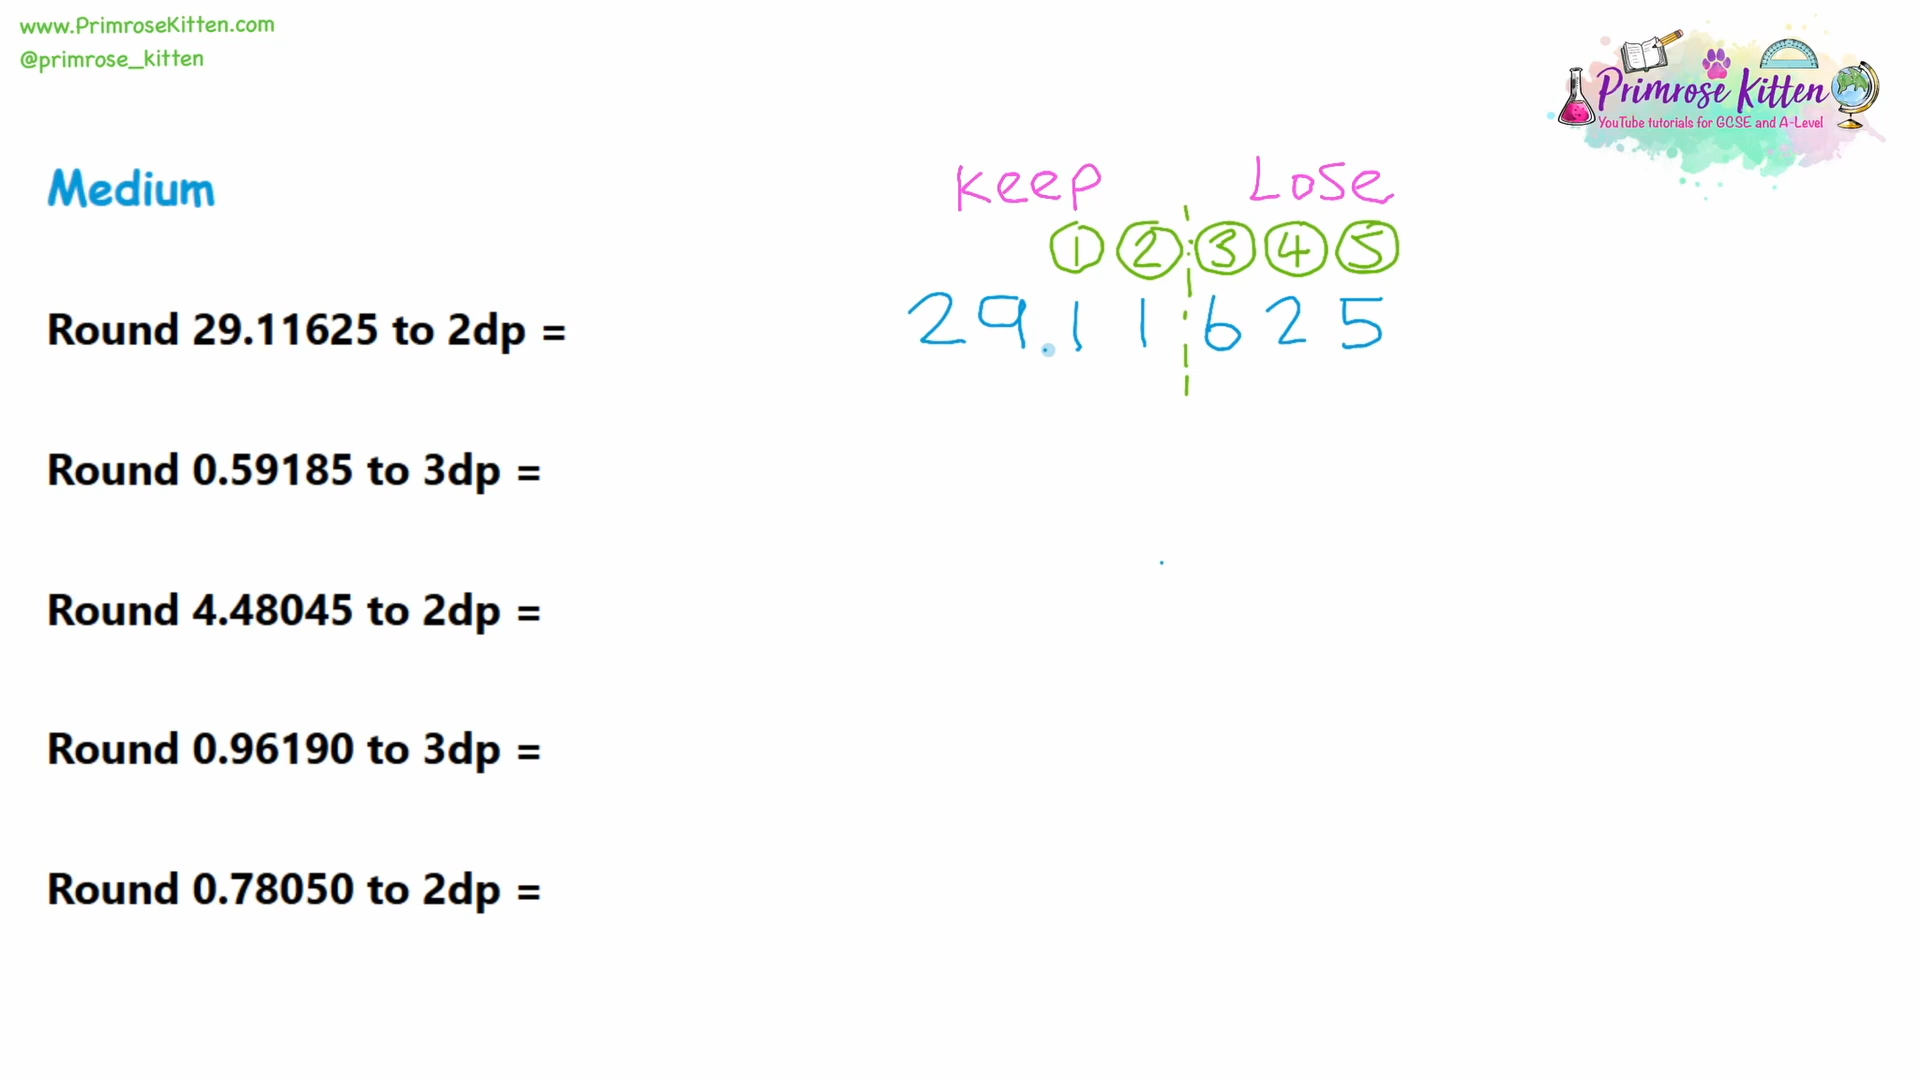 www.PrimroseKitten.com
@primrose_kitten
Primrose Kitten
YouTube tutorials for GCSE and A-Level
Medium
Keep Lose
1 2 3 4 5
29.11625
Round 29.11625 to 2dp =
Round 0.59185 to 3dp =
Round 4.48045 to 2dp =
Round 0.96190 to 3dp =
Round 0.78050 to 2dp =